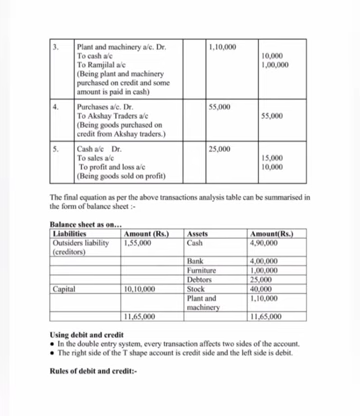 3. Plant and machinery a/c. Dr. 1,10,000
To cash a/c 10,000
To Ramjilal a/c 1,00,000
(Being plant and machinery
purchased on credit and some
amount is paid in cash)
4. Purchases a/c. Dr. 55,000
To Akshay Traders a/c 55,000
(Being goods purchased on
credit from Akshay traders.)
5. Cash a/c Dr. 25,000
To sales a/c 15,000
To profit and loss a/c 10,000
(Being goods sold on profit)
The final equation as per the above transactions analysis table can be summarised in
the form of balance sheet :-
Balance sheet as on...
Liabilities Amount (Rs.) Assets Amount(Rs.)
Outsiders liability 1,55,000 Cash 4,90,000
(creditors)
Bank 4,00,000
Furniture 1,00,000
Debtors 25,000
Capital 10,10,000 Stock 40,000
Plant and 1,10,000
machinery
11,65,000 11,65,000
Using debit and credit
• In the double entry system, every transaction affects two sides of the account.
• The right side of the T shape account is credit side and the left side is debit.
Rules of debit and credit:-